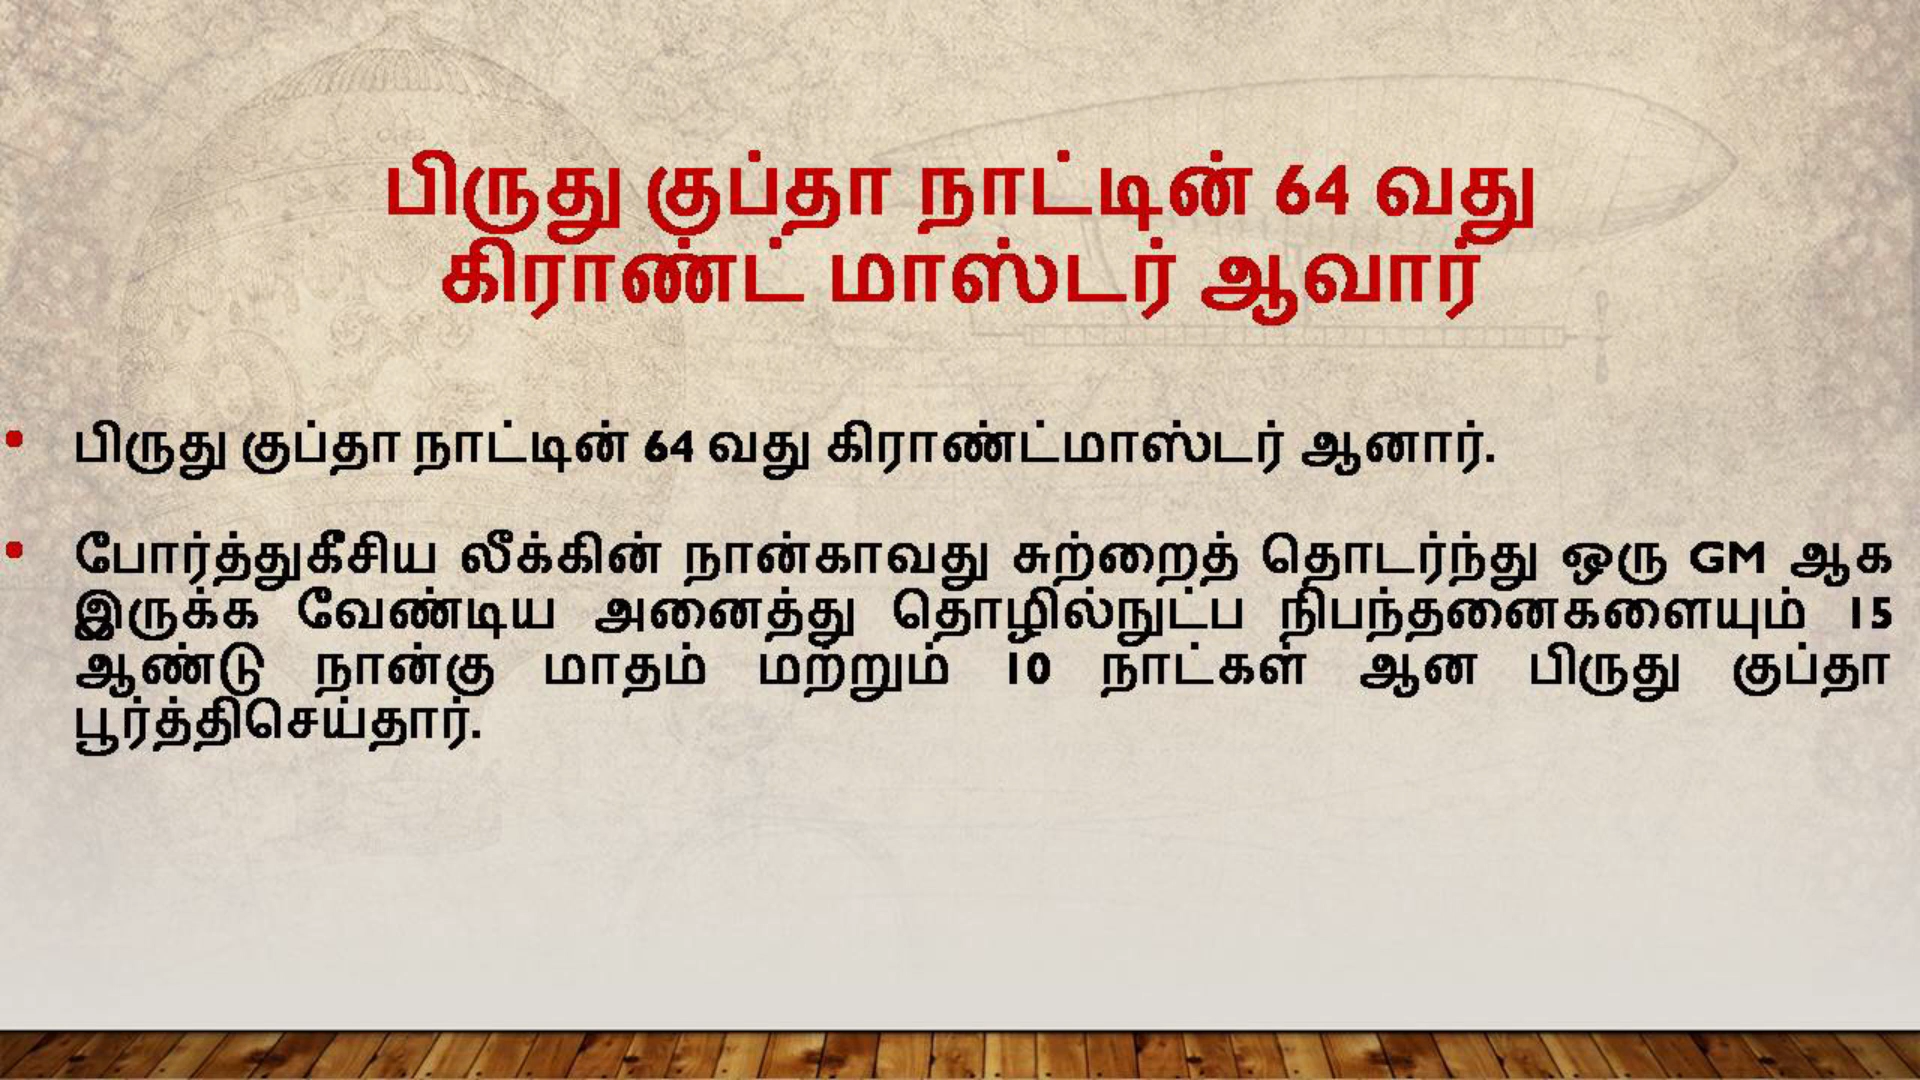 பிருது குப்தா நாட்டின் 64 வது
கிராண்ட் மாஸ்டர் ஆவார்
• பிருது குப்தா நாட்டின் 64 வது கிராண்ட்மாஸ்டர் ஆனார்.
• போர்த்துகீசிய லீக்கின் நான்காவது சுற்றைத் தொடர்ந்து ஒரு GM ஆக
இருக்க வேண்டிய அனைத்து தொழில்நுட்ப நிபந்தனைகளையும் 15
ஆண்டு நான்கு மாதம் மற்றும் 10 நாட்கள் ஆன பிருது குப்தா
பூர்த்திசெய்தார்.